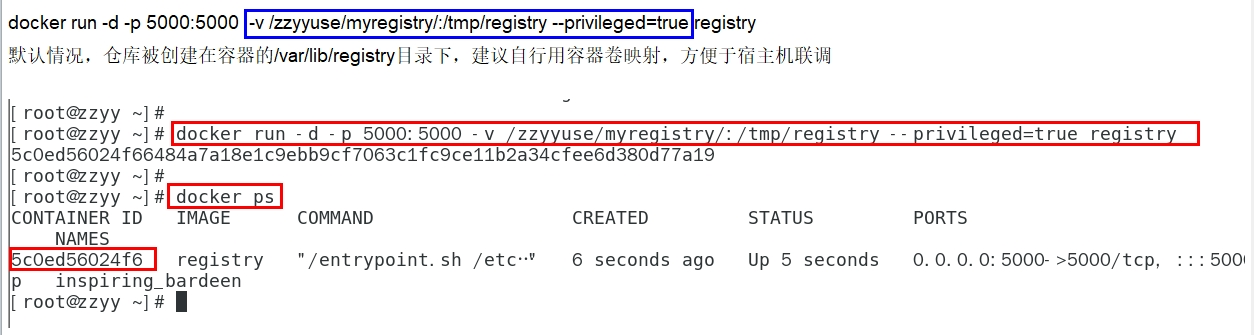 docker run -d -p 5000:5000 -v /zzyyuse/myregistry/:/tmp/registry --privileged=true registry
默认情况，仓库被创建在容器的/var/lib/registry目录下，建议自行用容器卷映射，方便于宿主机联调
[root@zzyy ~]#
[root@zzyy ~]# docker run -d -p 5000:5000 -v /zzyyuse/myregistry/:/tmp/registry --privileged=true registry
5c0ed56024f66484a7a18e1c9ebb9cf7063c1fc9ce11b2a34cfee6d380d77a19
[root@zzyy ~]#
[root@zzyy ~]# docker ps
CONTAINER ID IMAGE COMMAND CREATED STATUS PORTS
NAMES
5c0ed56024f6 registry "/entrypoint.sh /etc…" 6 seconds ago Up 5 seconds 0.0.0.0:5000->5000/tcp, :::5000
p inspiring_bardeen
[root@zzyy ~]#